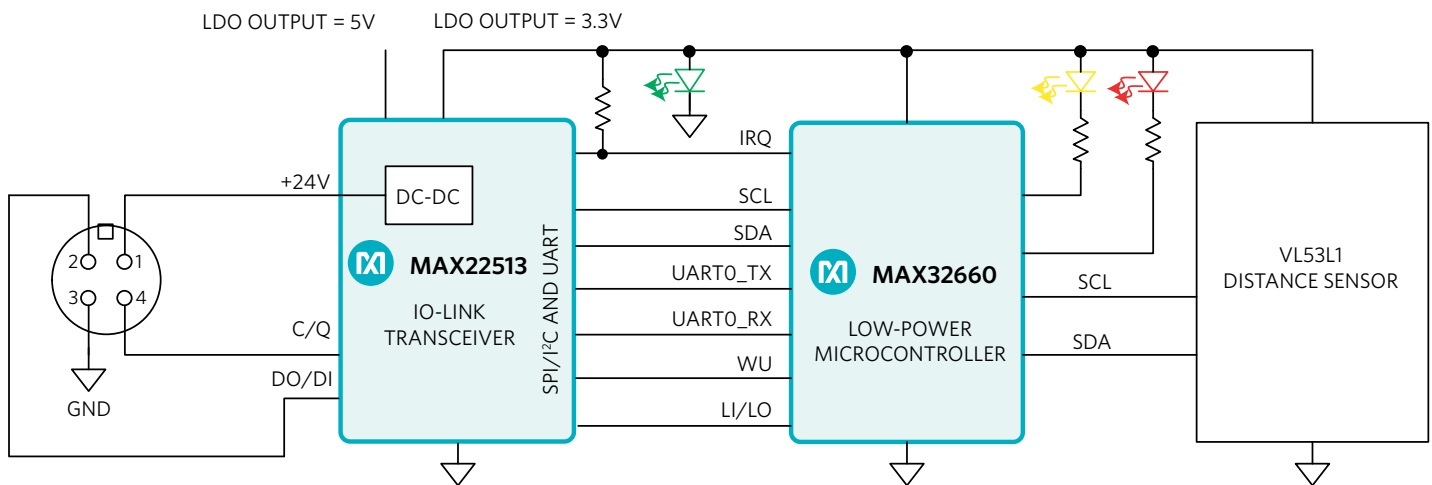 LDO OUTPUT = 5V
LDO OUTPUT = 3.3V
IRQ
+24V
DC-DC
SCL
SDA
2
1
3
4
MAX22513
IO-LINK
TRANSCEIVER
SPI/I²C AND UART
UART0_TX
UART0_RX
MAX32660
LOW-POWER
MICROCONTROLLER
VL53L1
DISTANCE SENSOR
SCL
SDA
C/Q
WU
DO/DI
LI/LO
GND